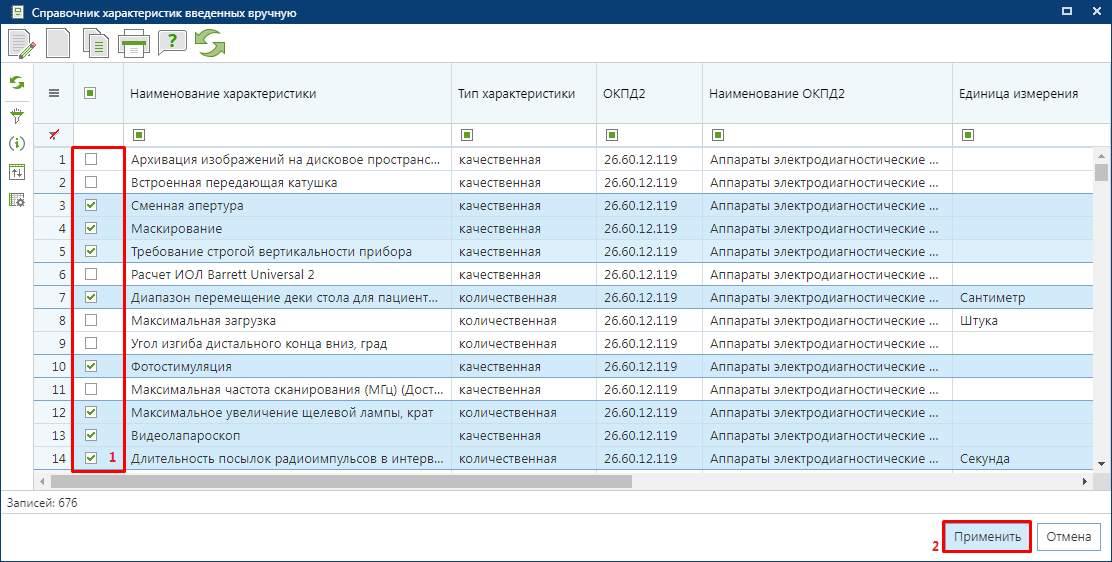 Справочник характеристик введенных вручную
?
Наименование характеристики Тип характеристики ОКПД2 Наименование ОКПД2 Единица измерения
1 Архивация изображений на дисковое пространс... качественная 26.60.12.119 Аппараты электродиагностические ...
2 Встроенная передающая катушка качественная 26.60.12.119 Аппараты электродиагностические ...
3 Сменная апертура качественная 26.60.12.119 Аппараты электродиагностические ...
4 Маскирование качественная 26.60.12.119 Аппараты электродиагностические ...
5 Требование строгой вертикальности прибора качественная 26.60.12.119 Аппараты электродиагностические ...
6 Расчет ИОЛ Barrett Universal 2 качественная 26.60.12.119 Аппараты электродиагностические ...
7 Диапазон перемещение деки стола для пациент... количественная 26.60.12.119 Аппараты электродиагностические ... Сантиметр
8 Максимальная загрузка количественная 26.60.12.119 Аппараты электродиагностические ... Штука
9 Угол изгиба дистального конца вниз, град количественная 26.60.12.119 Аппараты электродиагностические ...
10 Фотостимуляция качественная 26.60.12.119 Аппараты электродиагностические ...
11 Максимальная частота сканирования (МГц) (Дост... качественная 26.60.12.119 Аппараты электродиагностические ...
12 Максимальное увеличение щелевой лампы, крат количественная 26.60.12.119 Аппараты электродиагностические ...
13 Видеолапароскоп качественная 26.60.12.119 Аппараты электродиагностические ...
14 1 Длительность посылок радиоимпульсов в интерв... количественная 26.60.12.119 Аппараты электродиагностические ... Секунда
Записей: 676
2 Применить Отмена